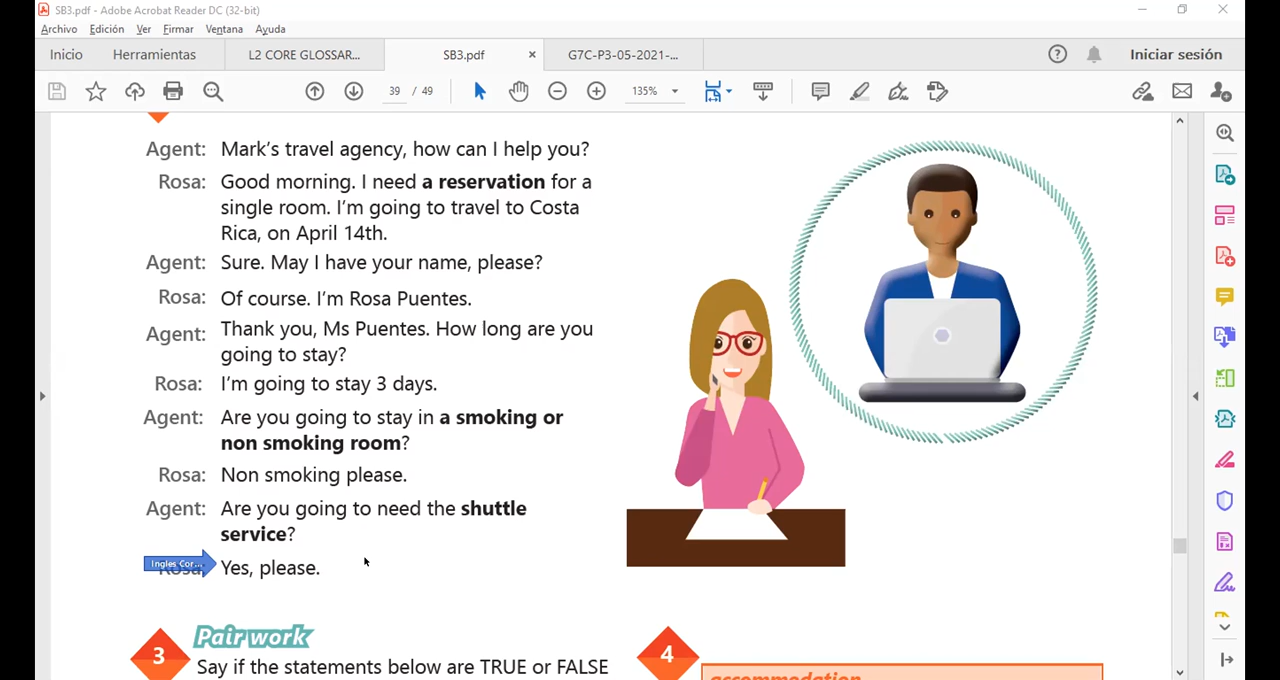 SB3.pdf - Adobe Acrobat Reader DC (32-bit)
Archivo Edición Ver Firmar Ventana Ayuda
Inicio Herramientas L2 CORE GLOSSAR... SB3.pdf × G7C-P3-05-2021-... Iniciar sesión
39 / 49 135%
Agent: Mark's travel agency, how can I help you?
Rosa: Good morning. I need a reservation for a
single room. I'm going to travel to Costa
Rica, on April 14th.
Agent: Sure. May I have your name, please?
Rosa: Of course. I'm Rosa Puentes.
Agent: Thank you, Ms Puentes. How long are you
going to stay?
Rosa: I'm going to stay 3 days.
Agent: Are you going to stay in a smoking or
non smoking room?
Rosa: Non smoking please.
Agent: Are you going to need the shuttle
service?
Ingles Cor...
Rosa: Yes, please.
3 Pair work
Say if the statements below are TRUE or FALSE
4
accommodation